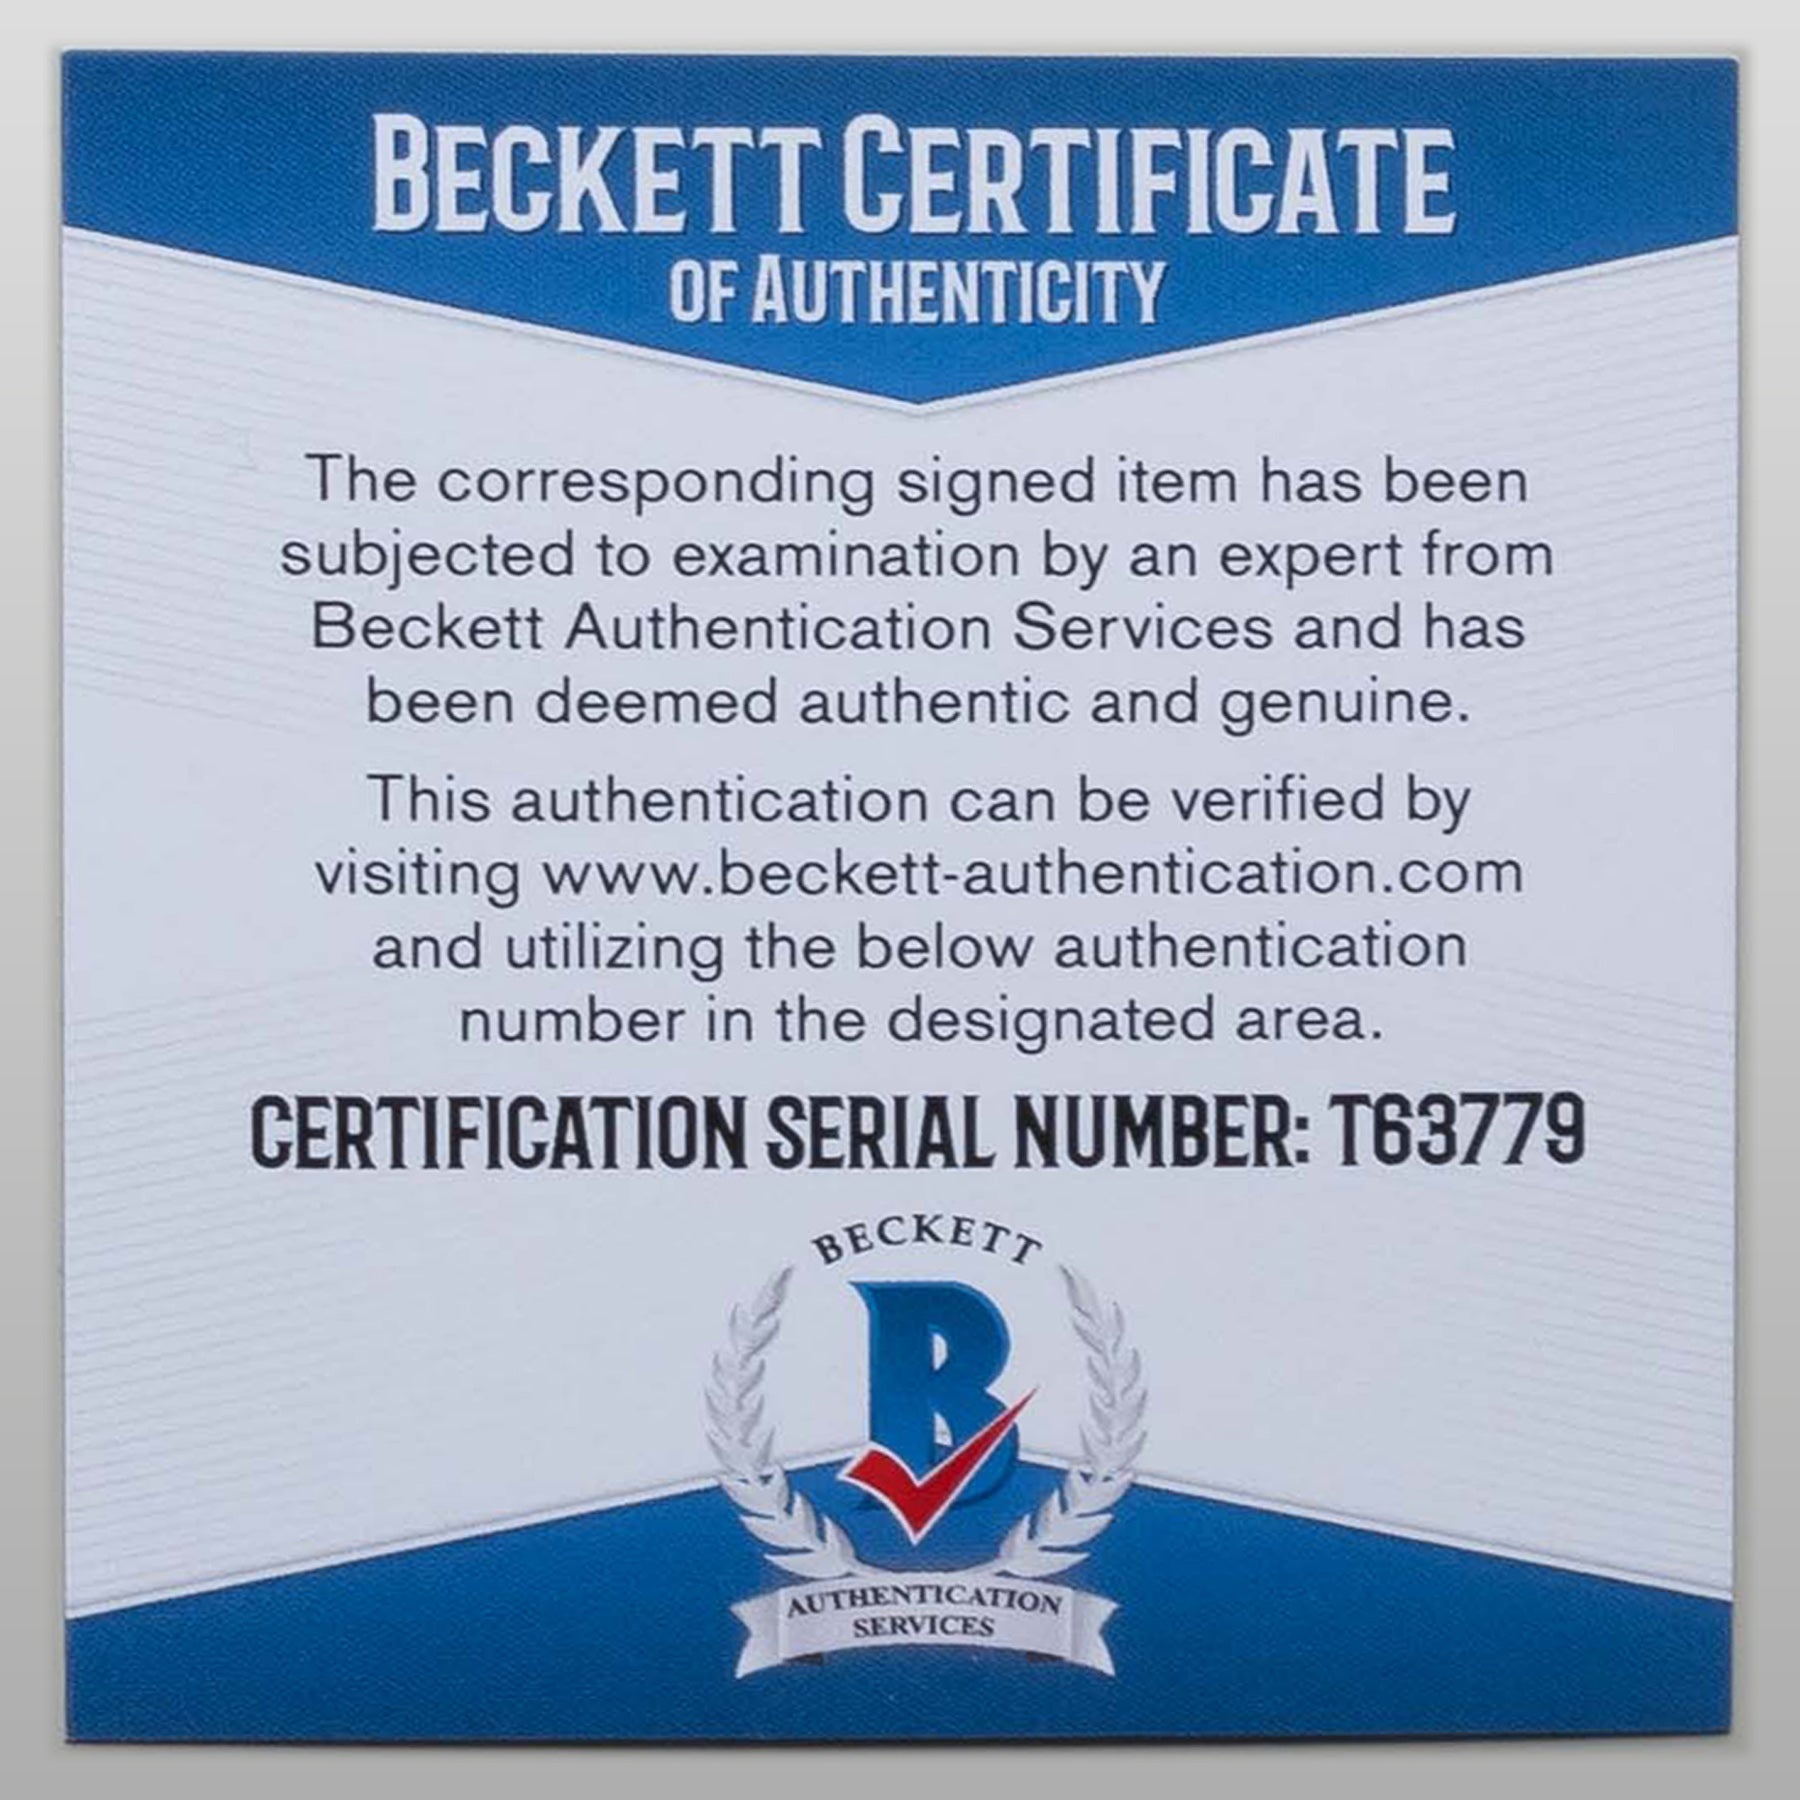 BECKETT CERTIFICATE
OF AUTHENTICITY
The corresponding signed item has been
subjected to examination by an expert from
Beckett Authentication Services and has
been deemed authentic and genuine.
This authentication can be verified by
visiting www.beckett-authentication.com
and utilizing the below authentication
number in the designated area.
CERTIFICATION SERIAL NUMBER: T63779
BECKETT
B
AUTHENTICATION
SERVICES